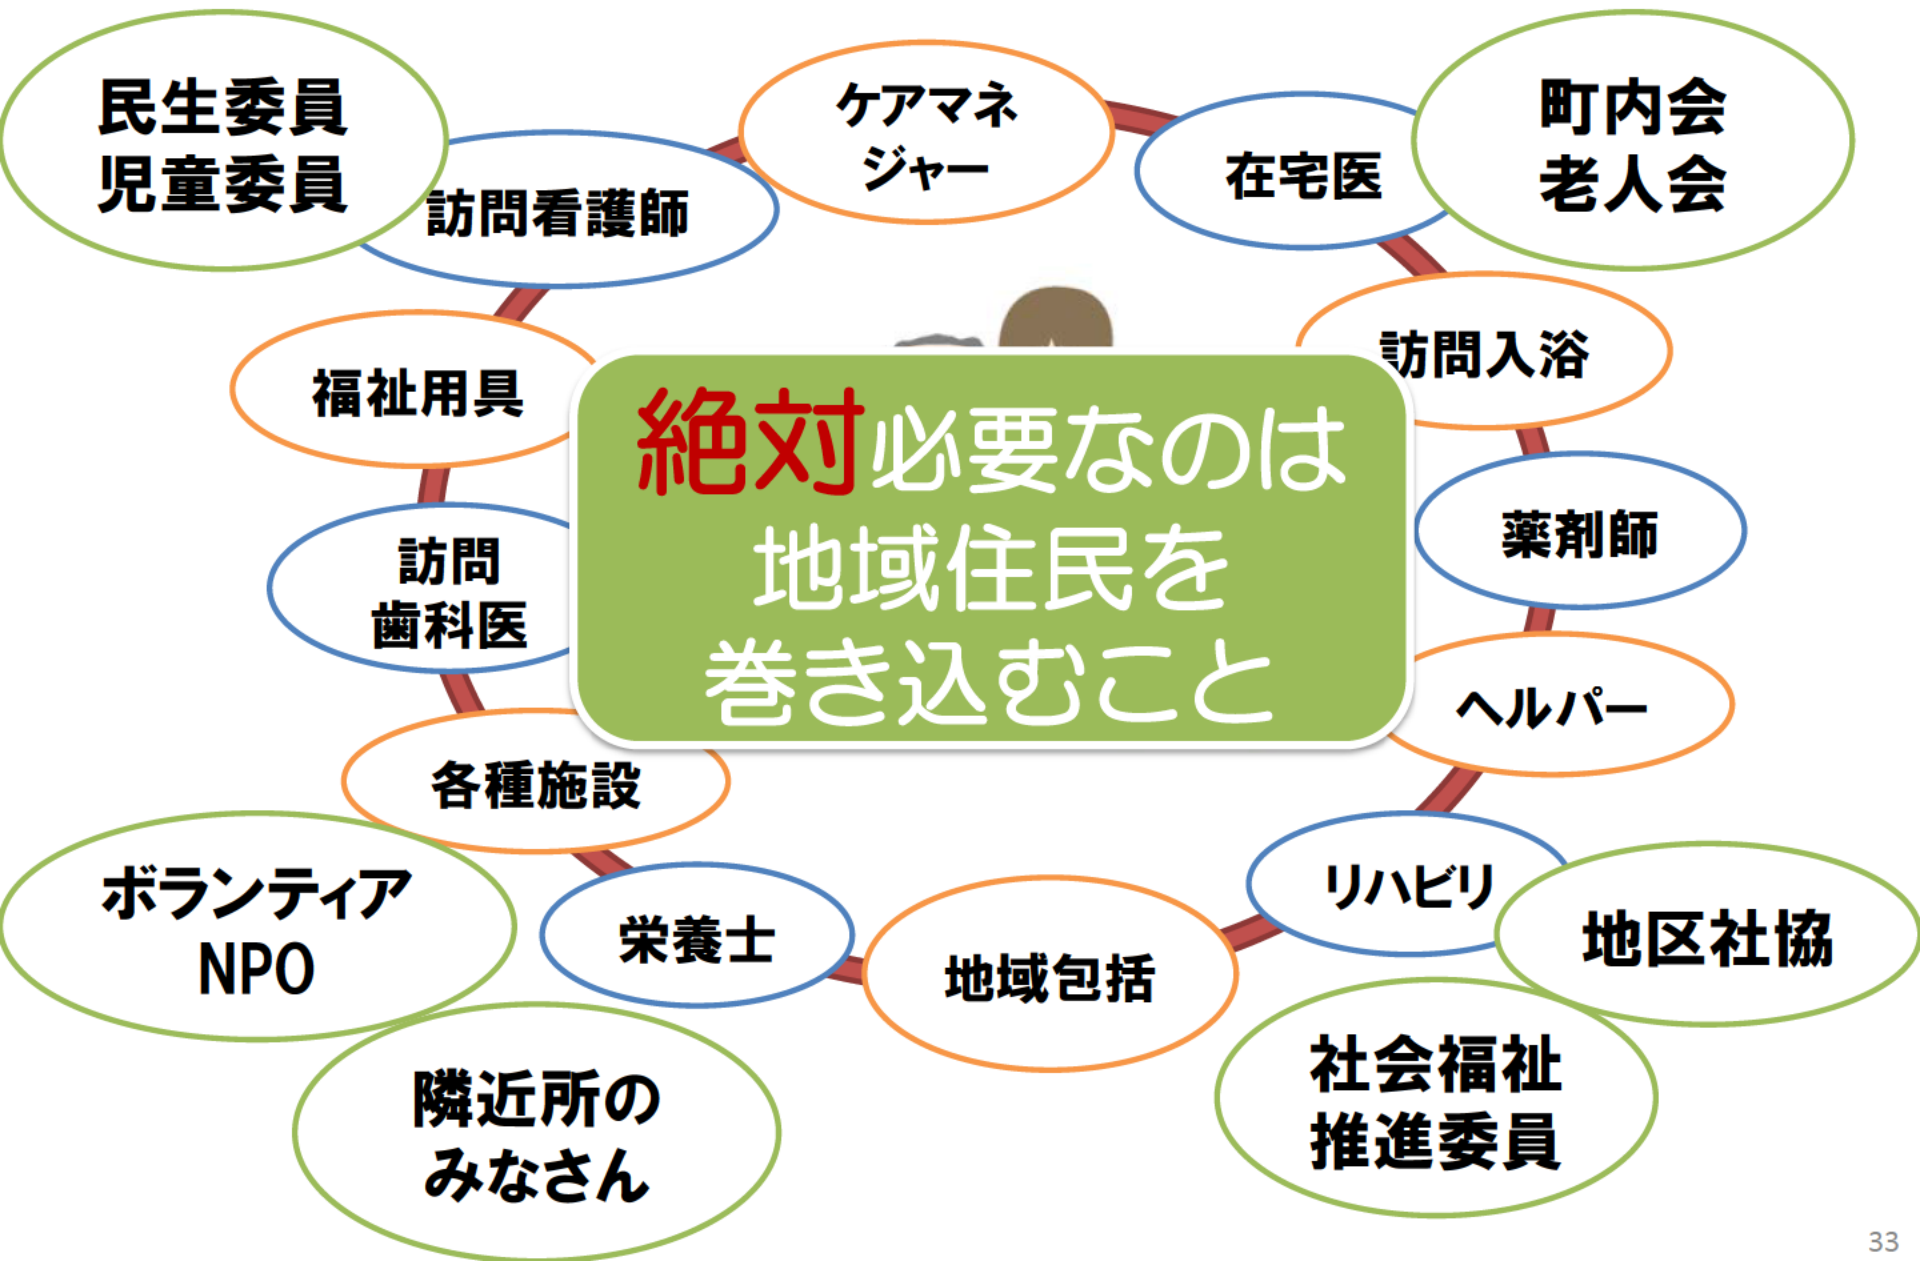 民生委員
児童委員
訪問看護師
ケアマネ
ジャー
在宅医
町内会
老人会
福祉用具
訪問入浴
絶対必要なのは
地域住民を
巻き込むこと
訪問
歯科医
薬剤師
ヘルパー
各種施設
リハビリ
ボランティア
NPO
栄養士
地域包括
地区社協
隣近所の
みなさん
社会福祉
推進委員
33